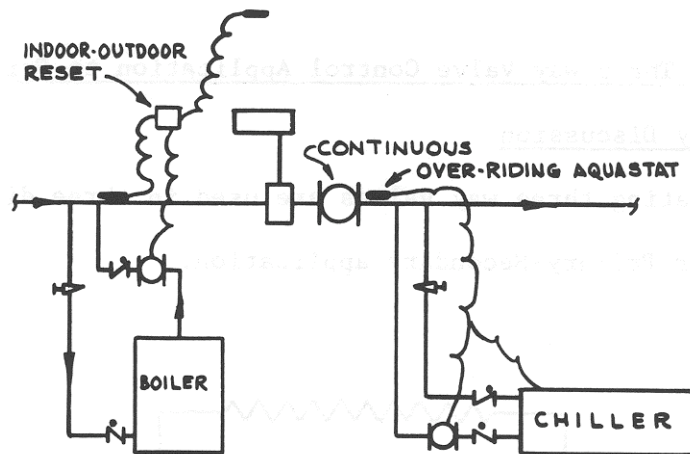 INDOOR-OUTDOOR
RESET
CONTINUOUS
OVER-RIDING AQUASTAT
BOILER
CHILLER